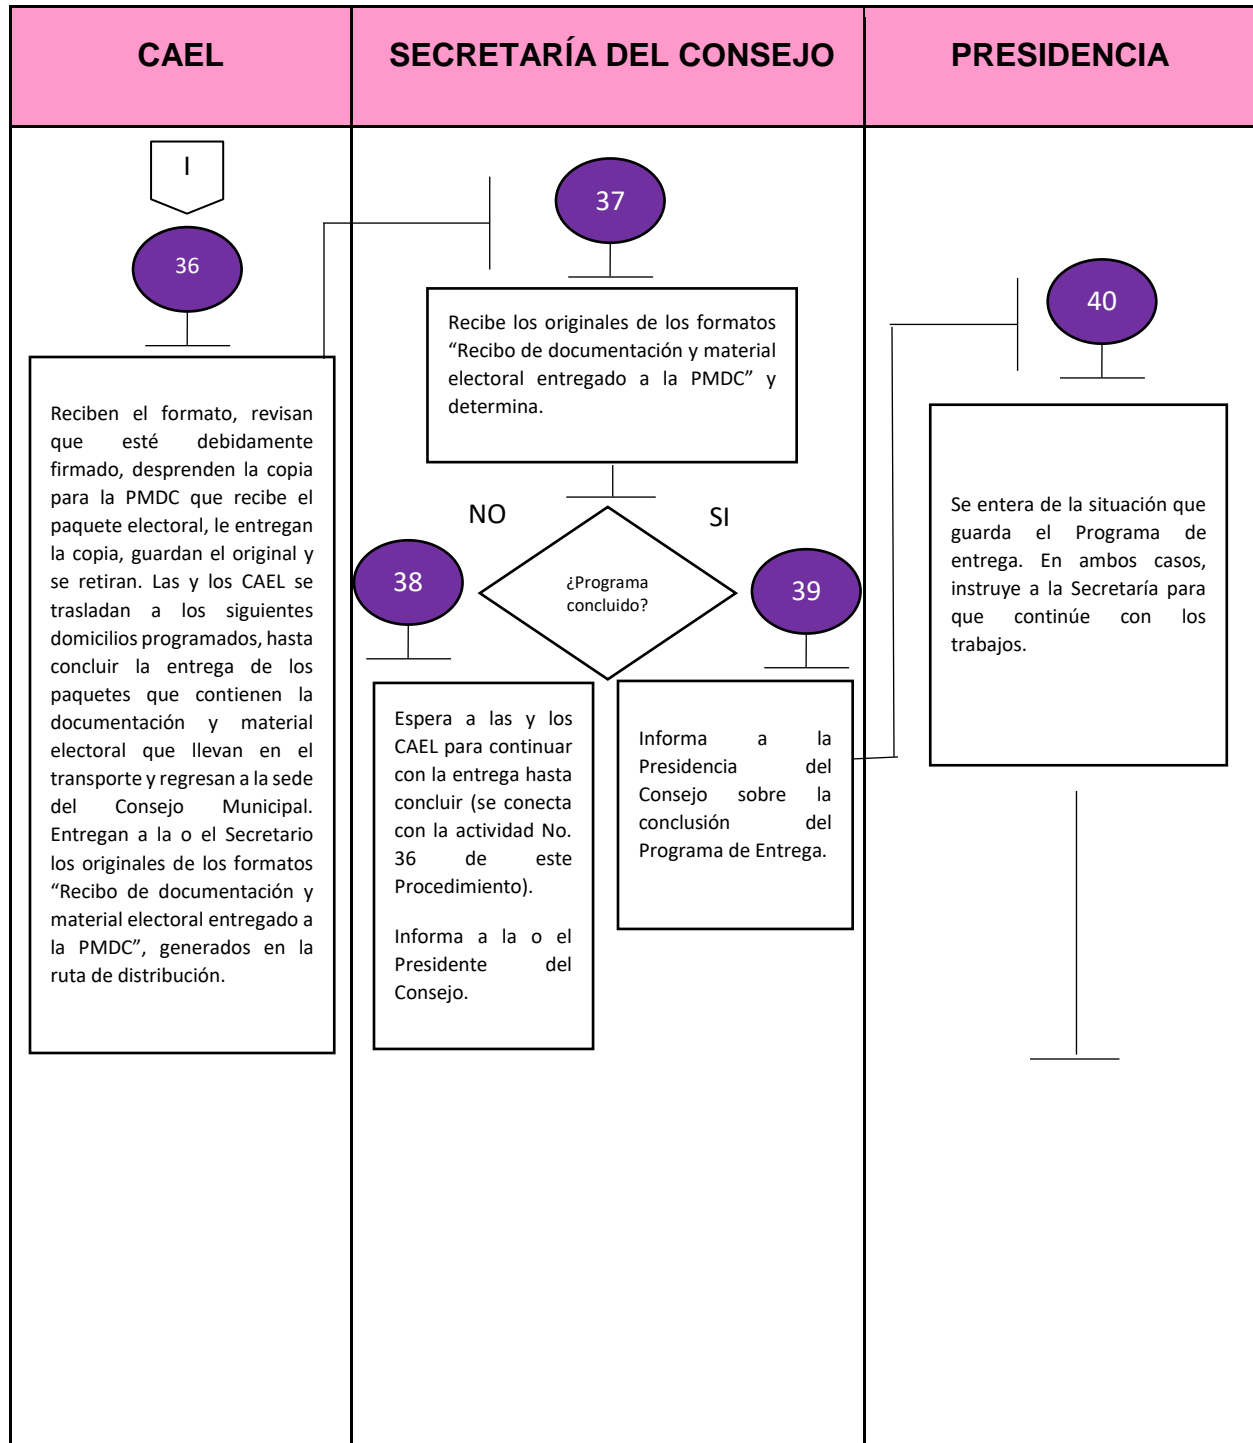 CAEL
SECRETARÍA DEL CONSEJO
PRESIDENCIA
I
36
Reciben el formato, revisan
que esté debidamente
firmado, desprenden la copia
para la PMDC que recibe el
paquete electoral, le entregan
la copia, guardan el original y
se retiran. Las y los CAEL se
trasladan a los siguientes
domicilios programados, hasta
concluir la entrega de los
paquetes que contienen la
documentación y material
electoral que llevan en el
transporte y regresan a la sede
del Consejo Municipal.
Entregan a la o el Secretario
los originales de los formatos
“Recibo de documentación y
material electoral entregado a
la PMDC”, generados en la
ruta de distribución.
37
Recibe los originales de los formatos
“Recibo de documentación y material
electoral entregado a la PMDC” y
determina.
NO
SI
¿Programa
concluido?
38
Espera a las y los
CAEL para continuar
con la entrega hasta
concluir (se conecta
con la actividad No.
36 de este
Procedimiento).
Informa a la o el
Presidente del
Consejo.
39
Informa a la
Presidencia del
Consejo sobre la
conclusión del
Programa de Entrega.
40
Se entera de la situación que
guarda el Programa de
entrega. En ambos casos,
instruye a la Secretaría para
que continúe con los
trabajos.